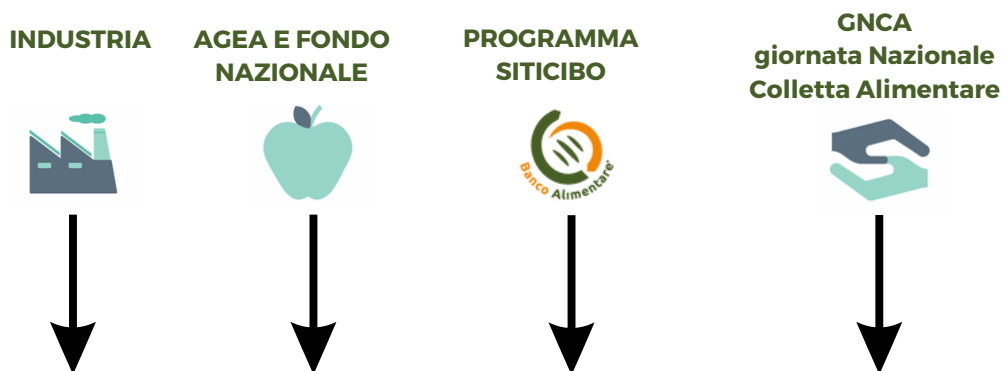 INDUSTRIA
AGEA E FONDO
NAZIONALE
PROGRAMMA
SITICIBO
GNCA
giornata Nazionale
Colletta Alimentare
Banco Alimentare